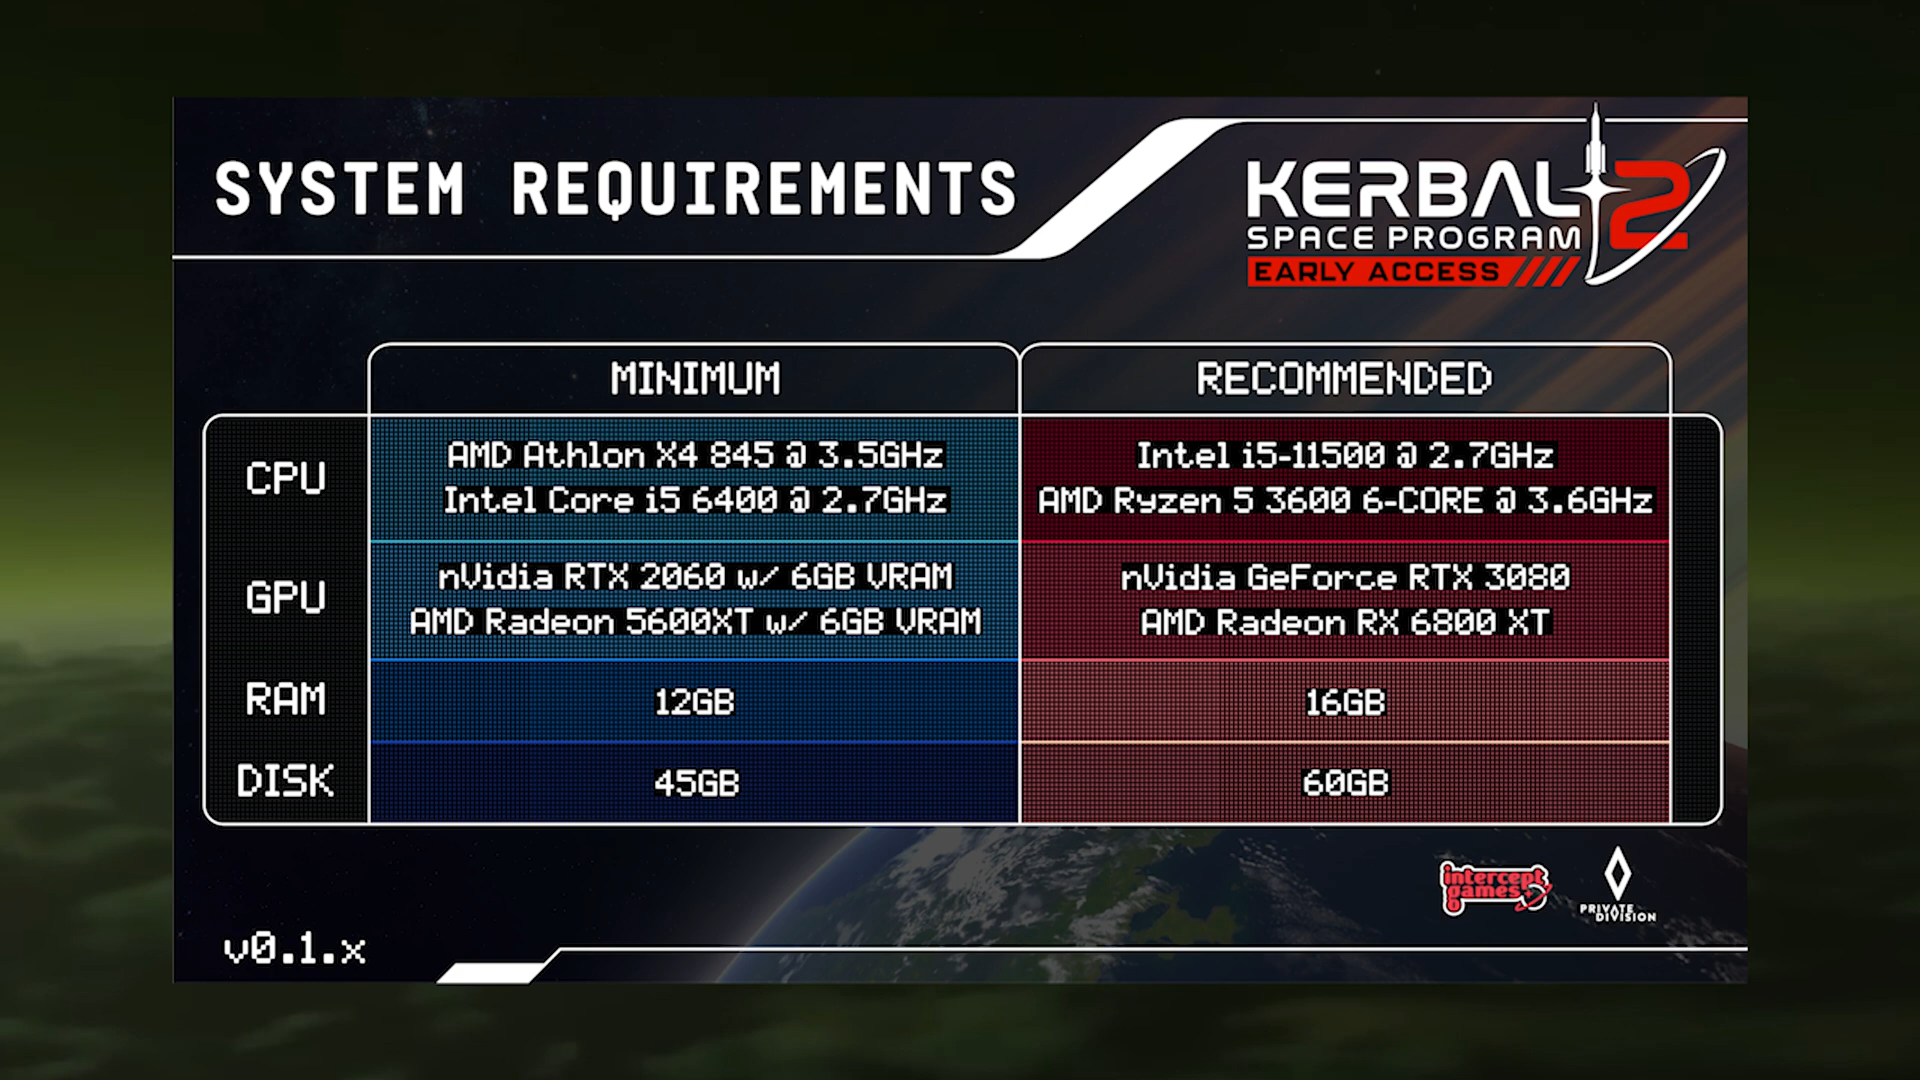 SYSTEM REQUIREMENTS
KERBAL 2
SPACE PROGRAM
EARLY ACCESS
MINIMUM
RECOMMENDED
CPU
AMD Athlon X4 845 @ 3.5GHz
Intel Core i5 6400 @ 2.7GHz
Intel i5-11500 @ 2.7GHz
AMD Ryzen 5 3600 6-CORE @ 3.6GHz
GPU
nVidia RTX 2060 w/ 6GB VRAM
AMD Radeon 5600XT w/ 6GB VRAM
nVidia GeForce RTX 3080
AMD Radeon RX 6800 XT
RAM
12GB
16GB
DISK
45GB
60GB
intercept
games
PRIVATE
DIVISION
v0.1.x